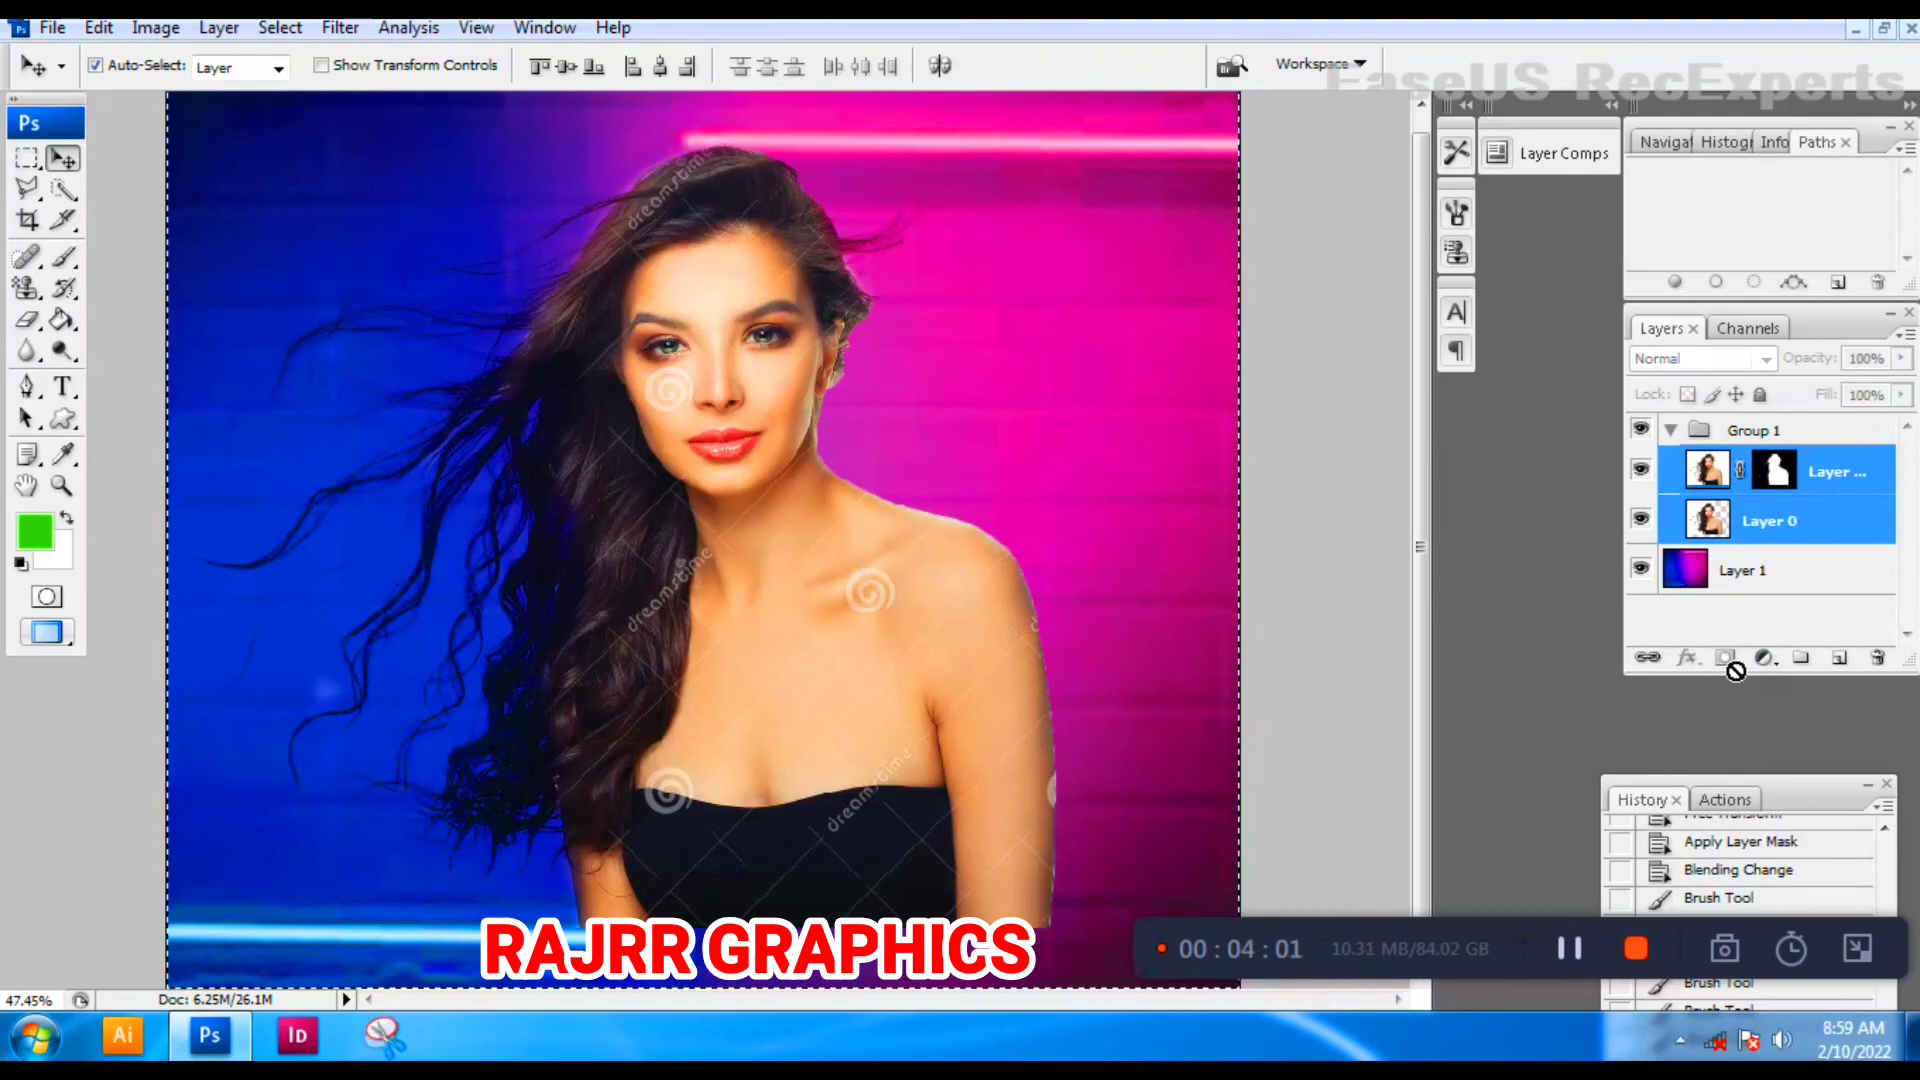 File Edit Image Layer Select Filter Analysis View Window Help
Auto-Select: Layer Show Transform Controls Workspace
EaseUS RecExperts
Ps
Layer Comps
Info Paths
dreamstime
dreamstime
dreamstime
Layers Channels
Normal Opacity: 100%
Lock: Fill: 100%
Group 1
Layer ...
Layer 0
Layer 1
T
A
History Actions
Apply Layer Mask
Blending Change
Brush Tool
RAJRR GRAPHICS
00 : 04 : 01 10.31 MB/84.02 GB
Brush Tool
47.45% Doc: 6.25M/26.1M
Ai Ps Id
8:59 AM
2/10/2022